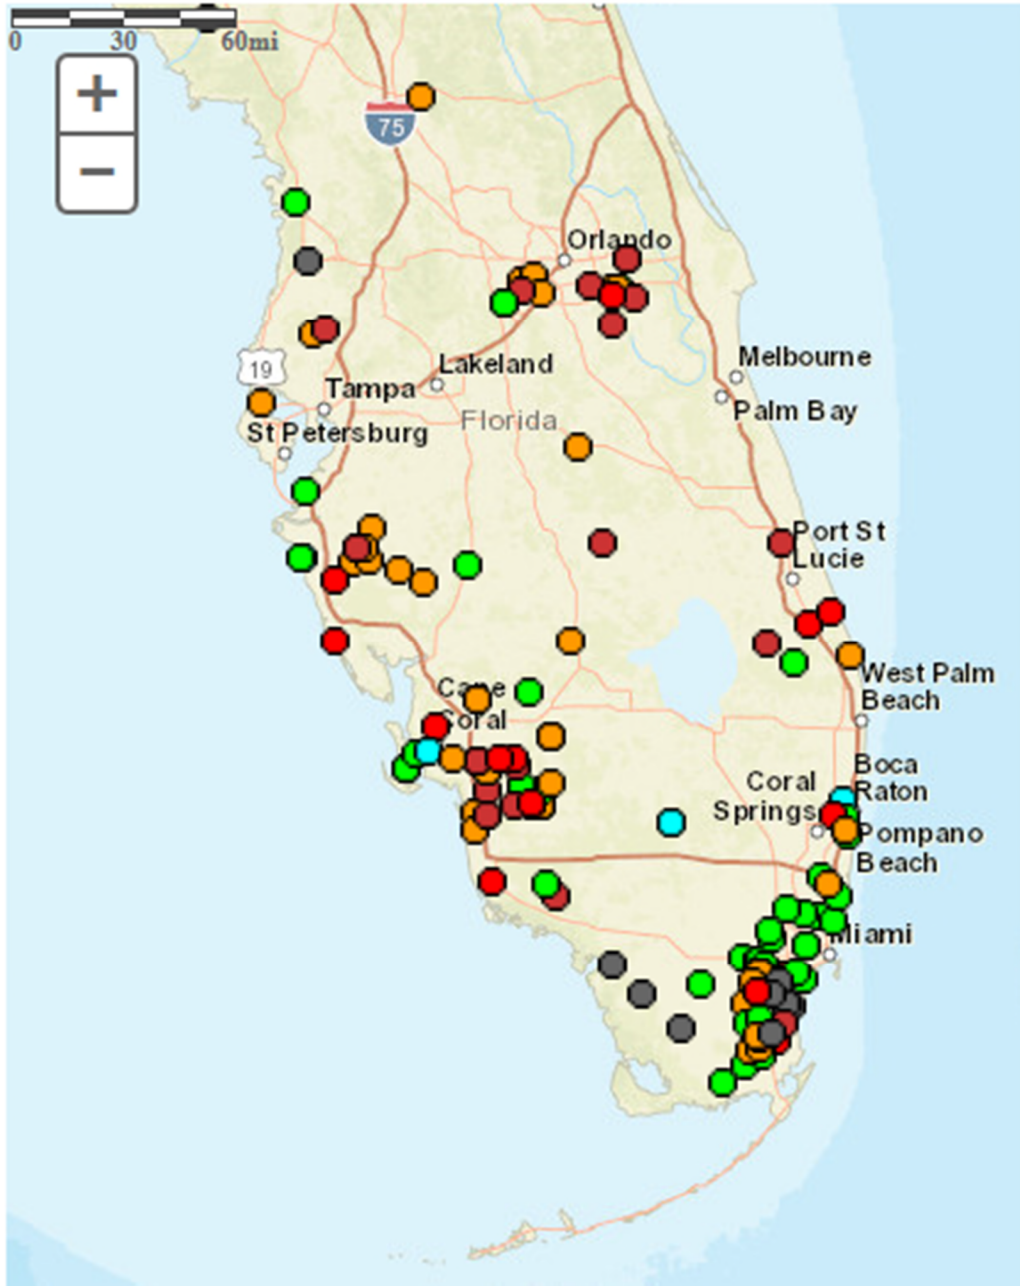 0 30 60mi
+
75
−
Orlando
19
Melbourne
Lakeland
Tampa
Palm Bay
Florida
St Petersburg
Port St
Lucie
West Palm
Beach
Cape
Coral
Boca
Raton
Coral
Springs
Pompano
Beach
Miami